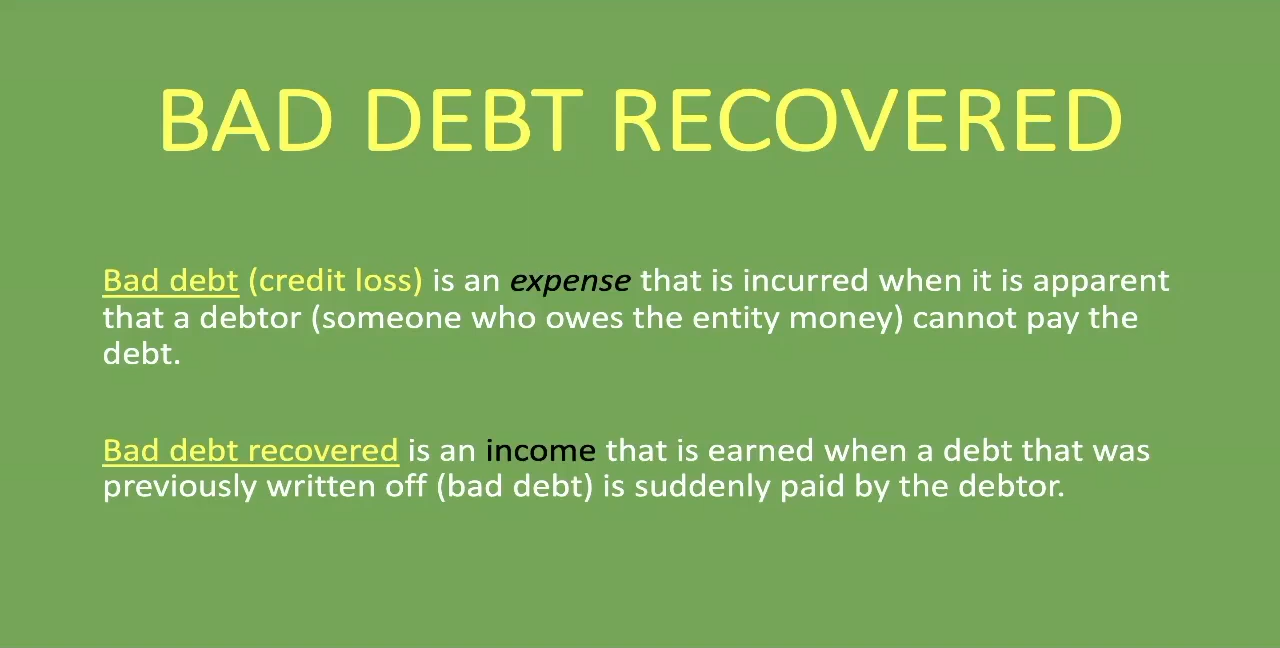 BAD DEBT RECOVERED
Bad debt (credit loss) is an expense that is incurred when it is apparent
that a debtor (someone who owes the entity money) cannot pay the
debt.
Bad debt recovered is an income that is earned when a debt that was
previously written off (bad debt) is suddenly paid by the debtor.